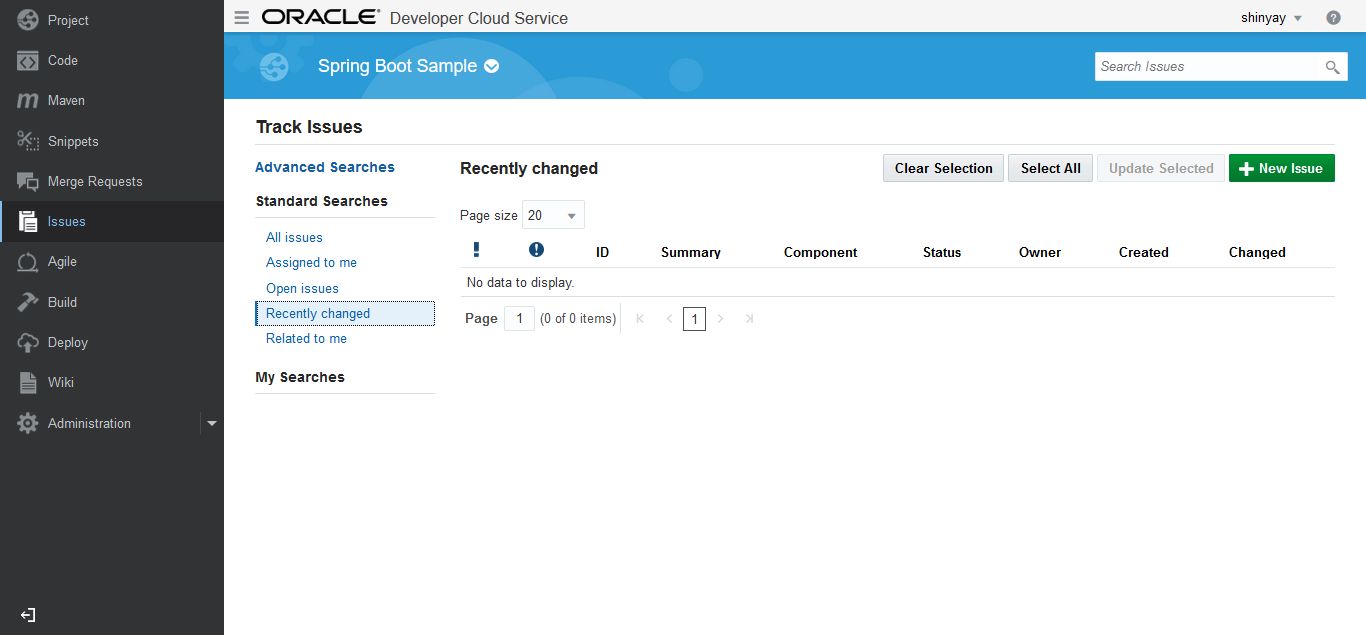 Project
Code
Maven
Snippets
Merge Requests
Issues
Agile
Build
Deploy
Wiki
Administration
ORACLE® Developer Cloud Service
shinyay
Spring Boot Sample
Search Issues
Track Issues
Advanced Searches
Standard Searches
All issues
Assigned to me
Open issues
Recently changed
Related to me
My Searches
Recently changed
Clear Selection Select All Update Selected New Issue
Page size 20
ID Summary Component Status Owner Created Changed
No data to display.
Page 1 (0 of 0 items) 1